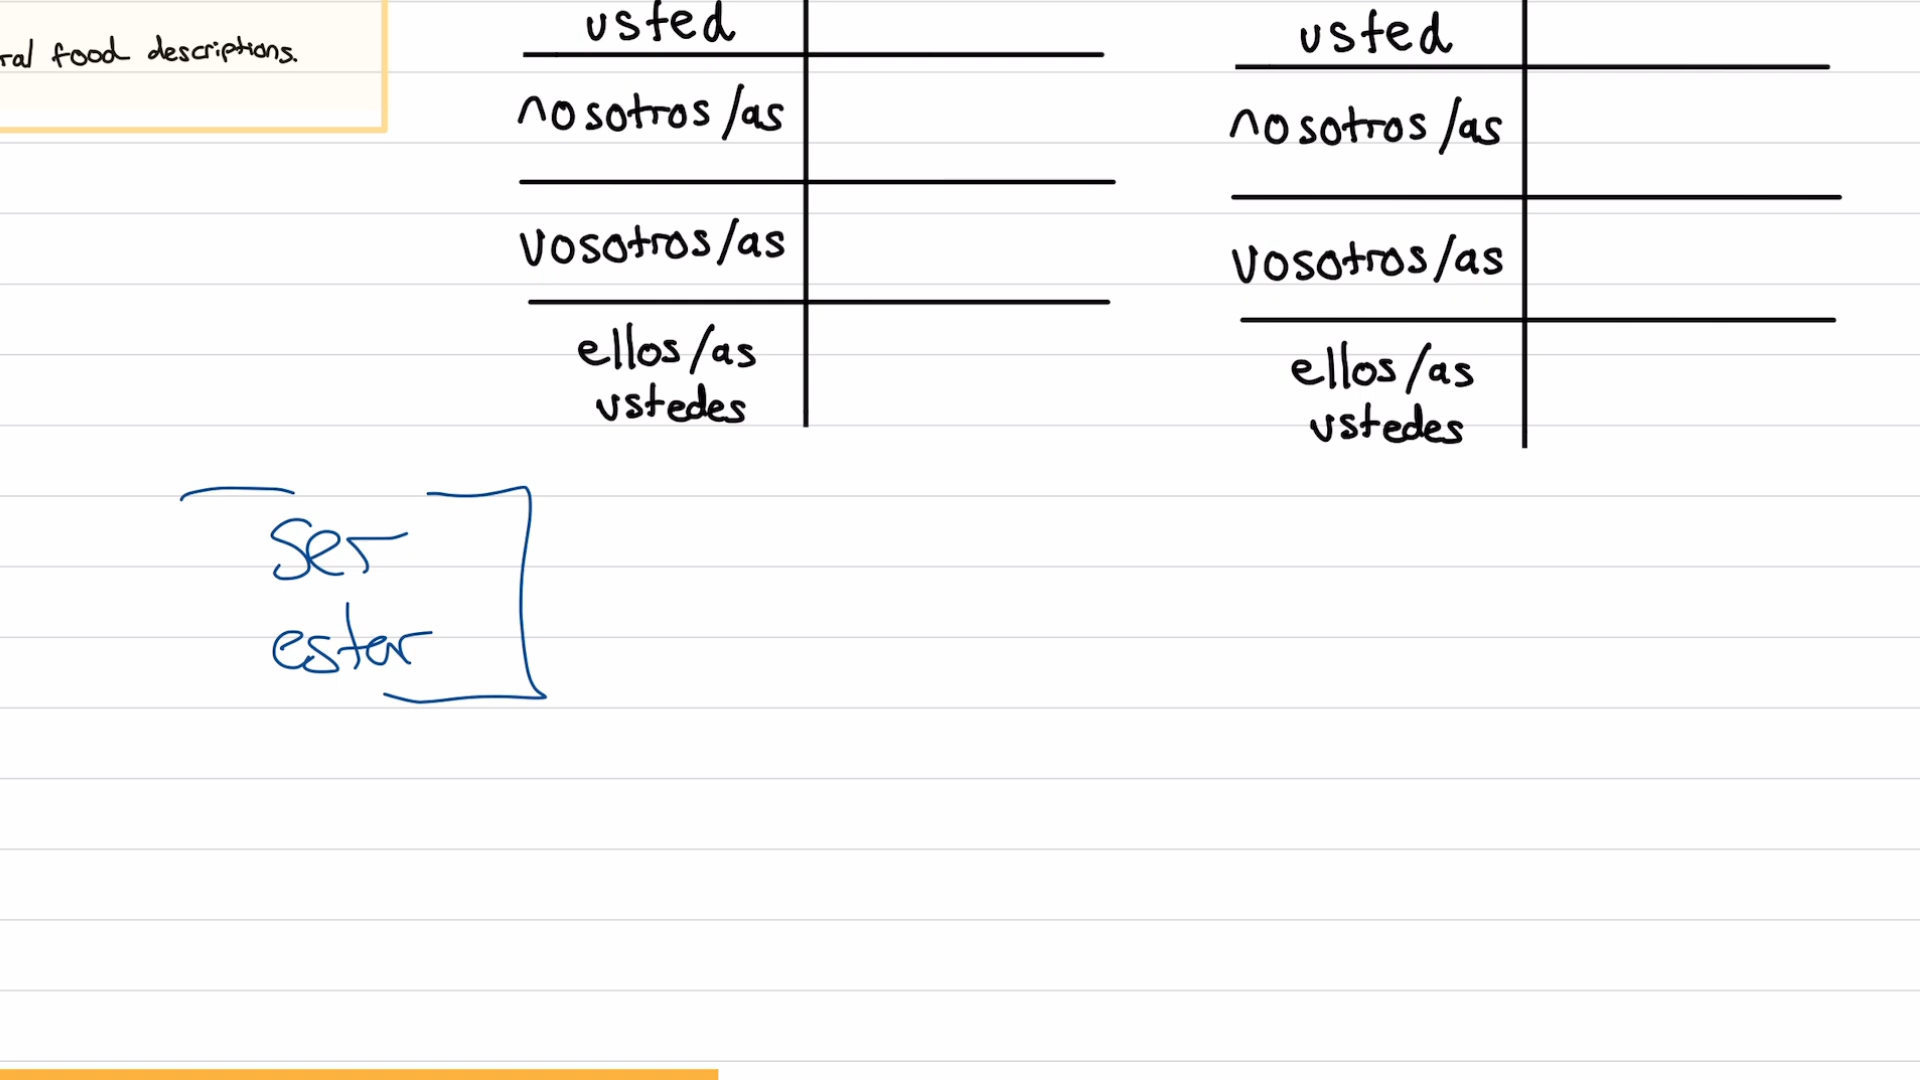 ral food descriptions.
usted
nosotros/as
vosotros/as
ellos/as
ustedes
usted
nosotros/as
vosotros/as
ellos/as
ustedes
ser
estar